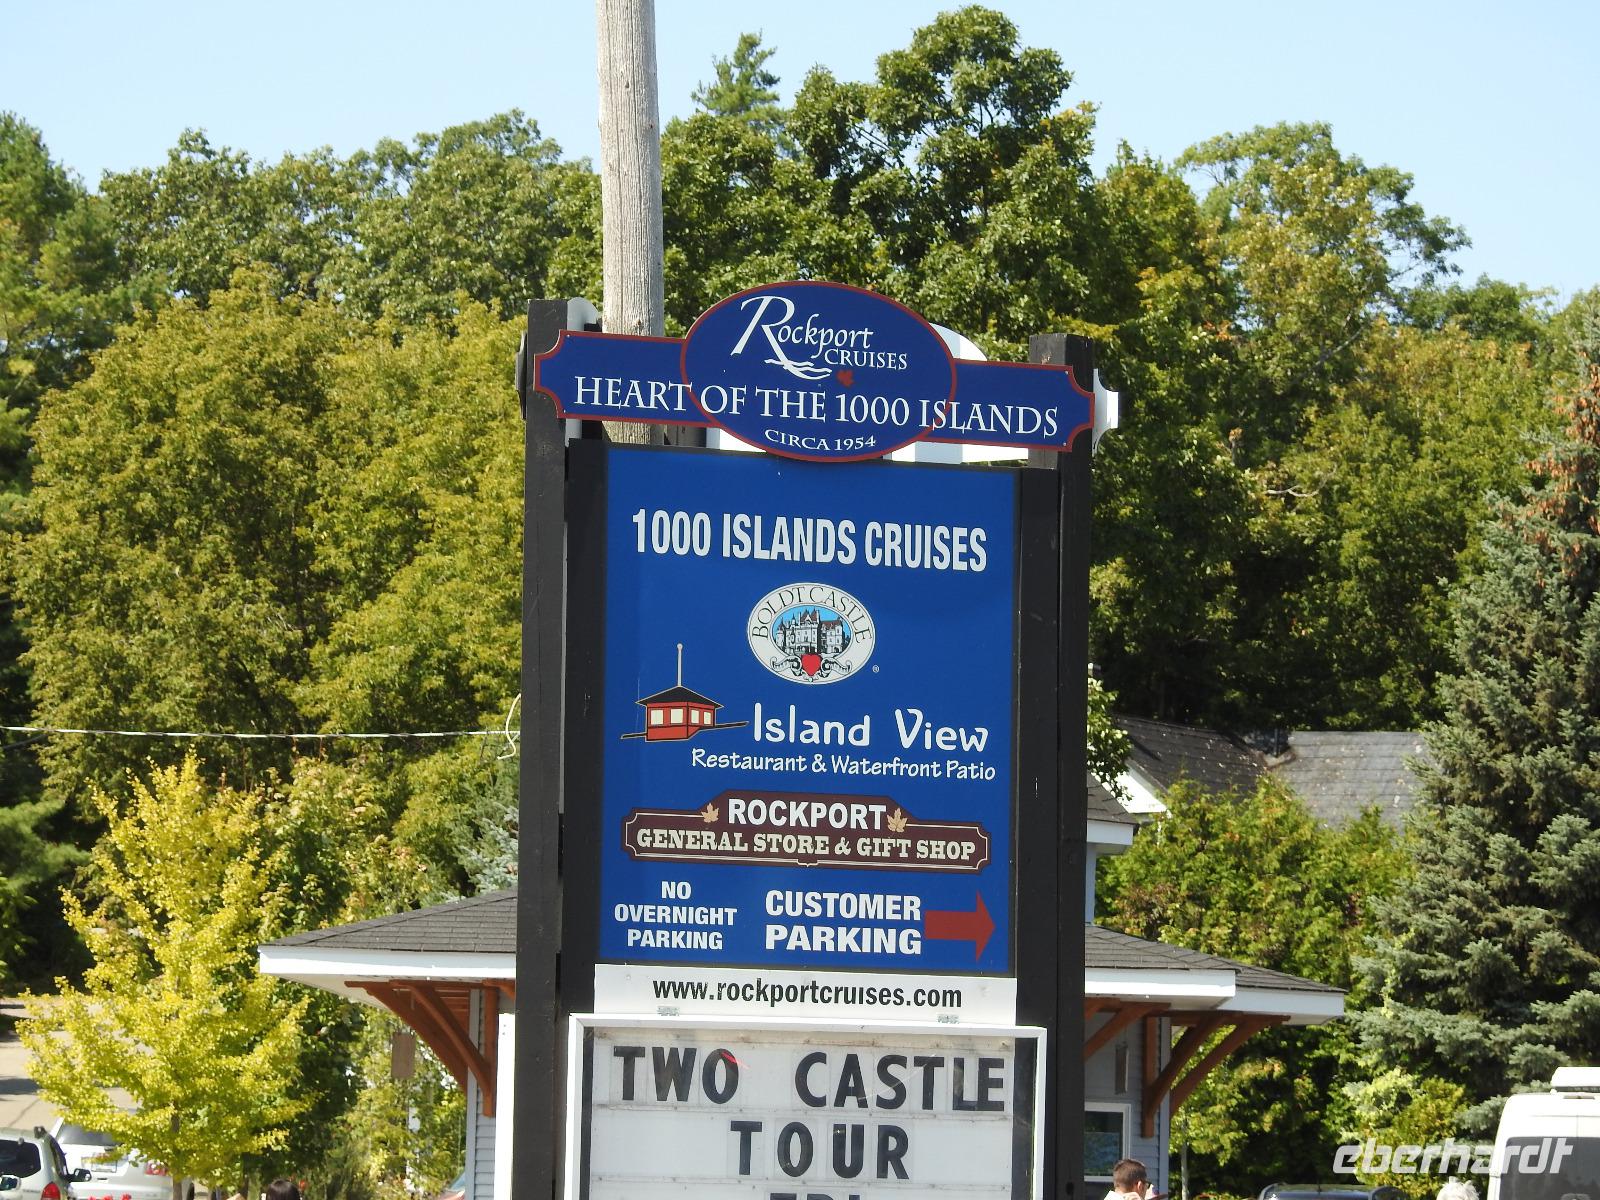 Rockport
CRUISES
HEART OF THE 1000 ISLANDS
CIRCA 1954
1000 ISLANDS CRUISES
BOLDT CASTLE
®
Island View
Restaurant & Waterfront Patio
ROCKPORT
GENERAL STORE & GIFT SHOP
NO
OVERNIGHT
PARKING
CUSTOMER
PARKING
www.rockportcruises.com
TWO CASTLE
TOUR
eberhardt